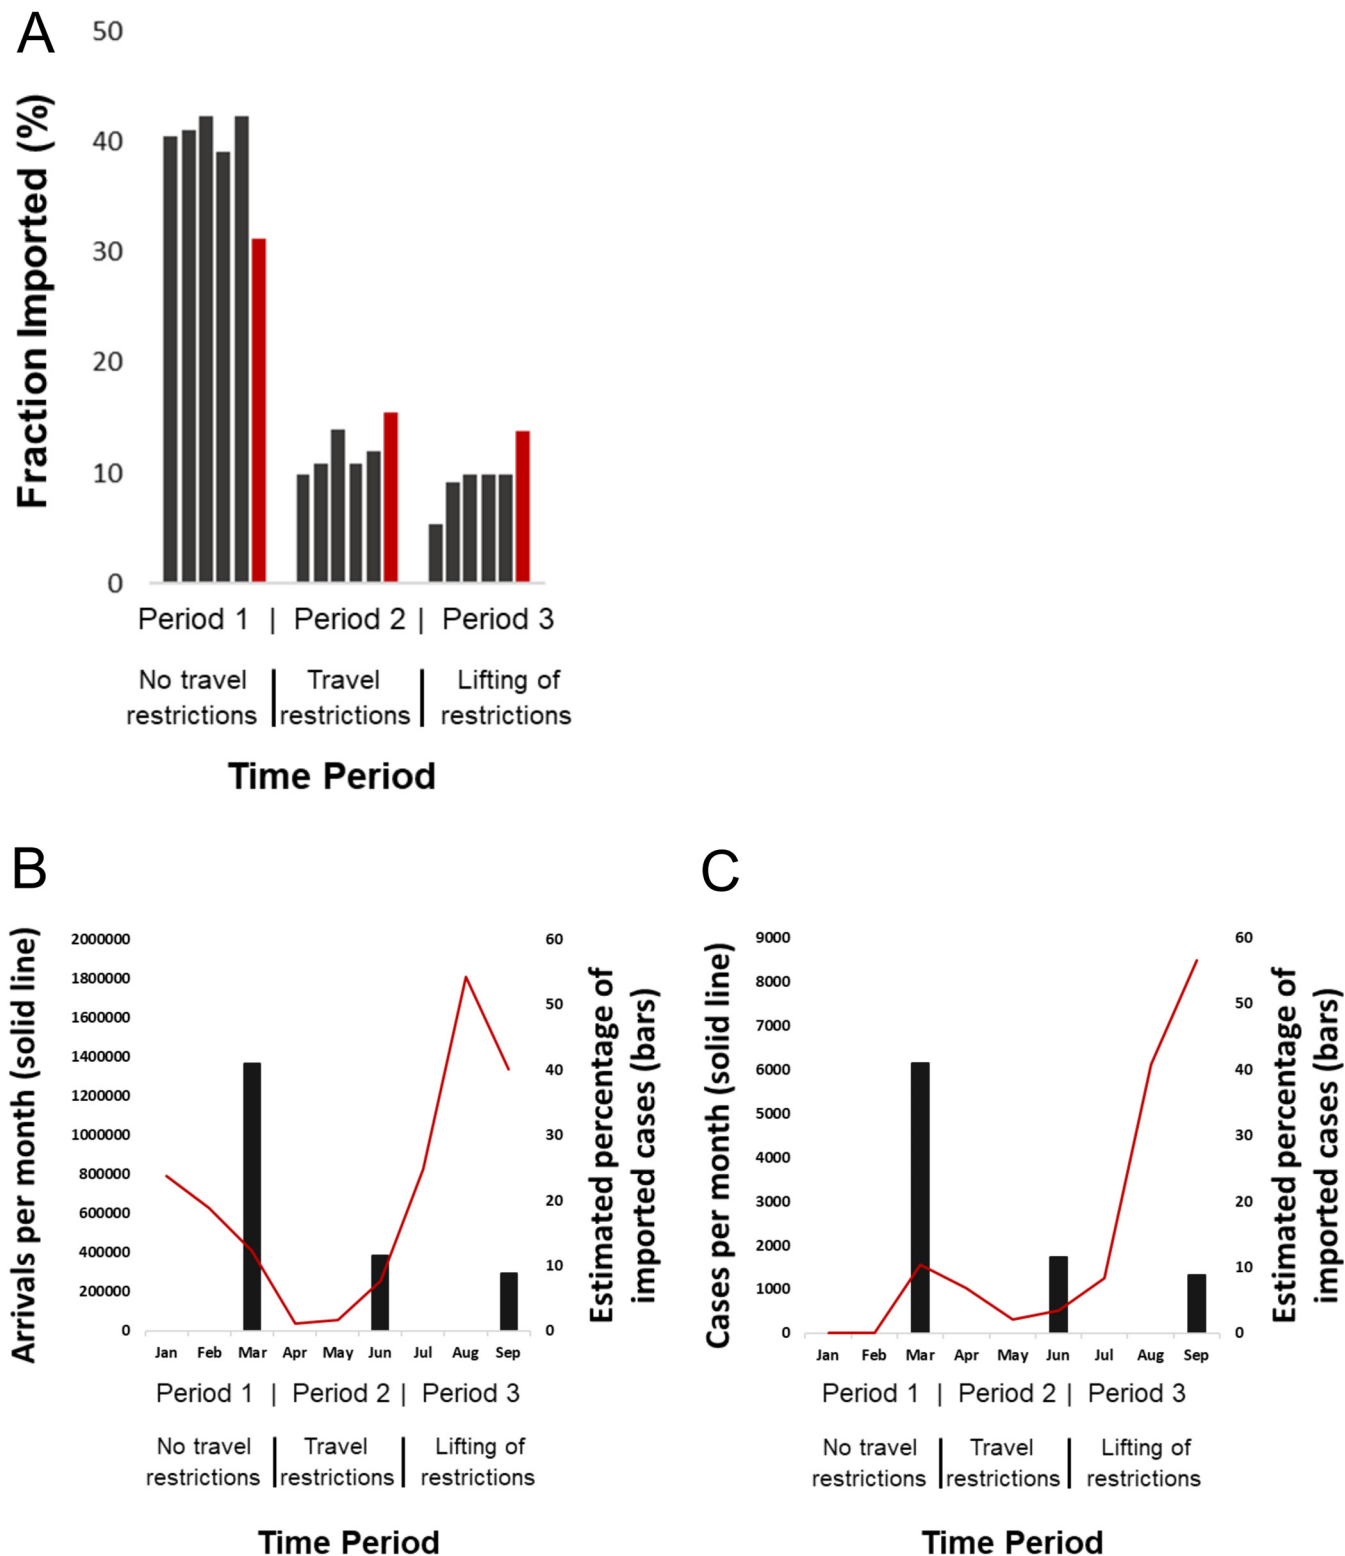 A
Fraction Imported (%)
50
40
30
20
10
0
Period 1 | Period 2 | Period 3
No travel restrictions
Travel restrictions
Lifting of restrictions
Time Period
B
Arrivals per month (solid line)
2000000
1800000
1600000
1400000
1200000
1000000
800000
600000
400000
200000
0
60
50
40
30
20
10
0
Estimated percentage of
imported cases (bars)
Jan Feb Mar Apr May Jun Jul Aug Sep
Period 1 | Period 2 | Period 3
No travel restrictions
Travel restrictions
Lifting of restrictions
Time Period
C
Cases per month (solid line)
9000
8000
7000
6000
5000
4000
3000
2000
1000
0
60
50
40
30
20
10
0
Estimated percentage of
imported cases (bars)
Jan Feb Mar Apr May Jun Jul Aug Sep
Period 1 | Period 2 | Period 3
No travel restrictions
Travel restrictions
Lifting of restrictions
Time Period